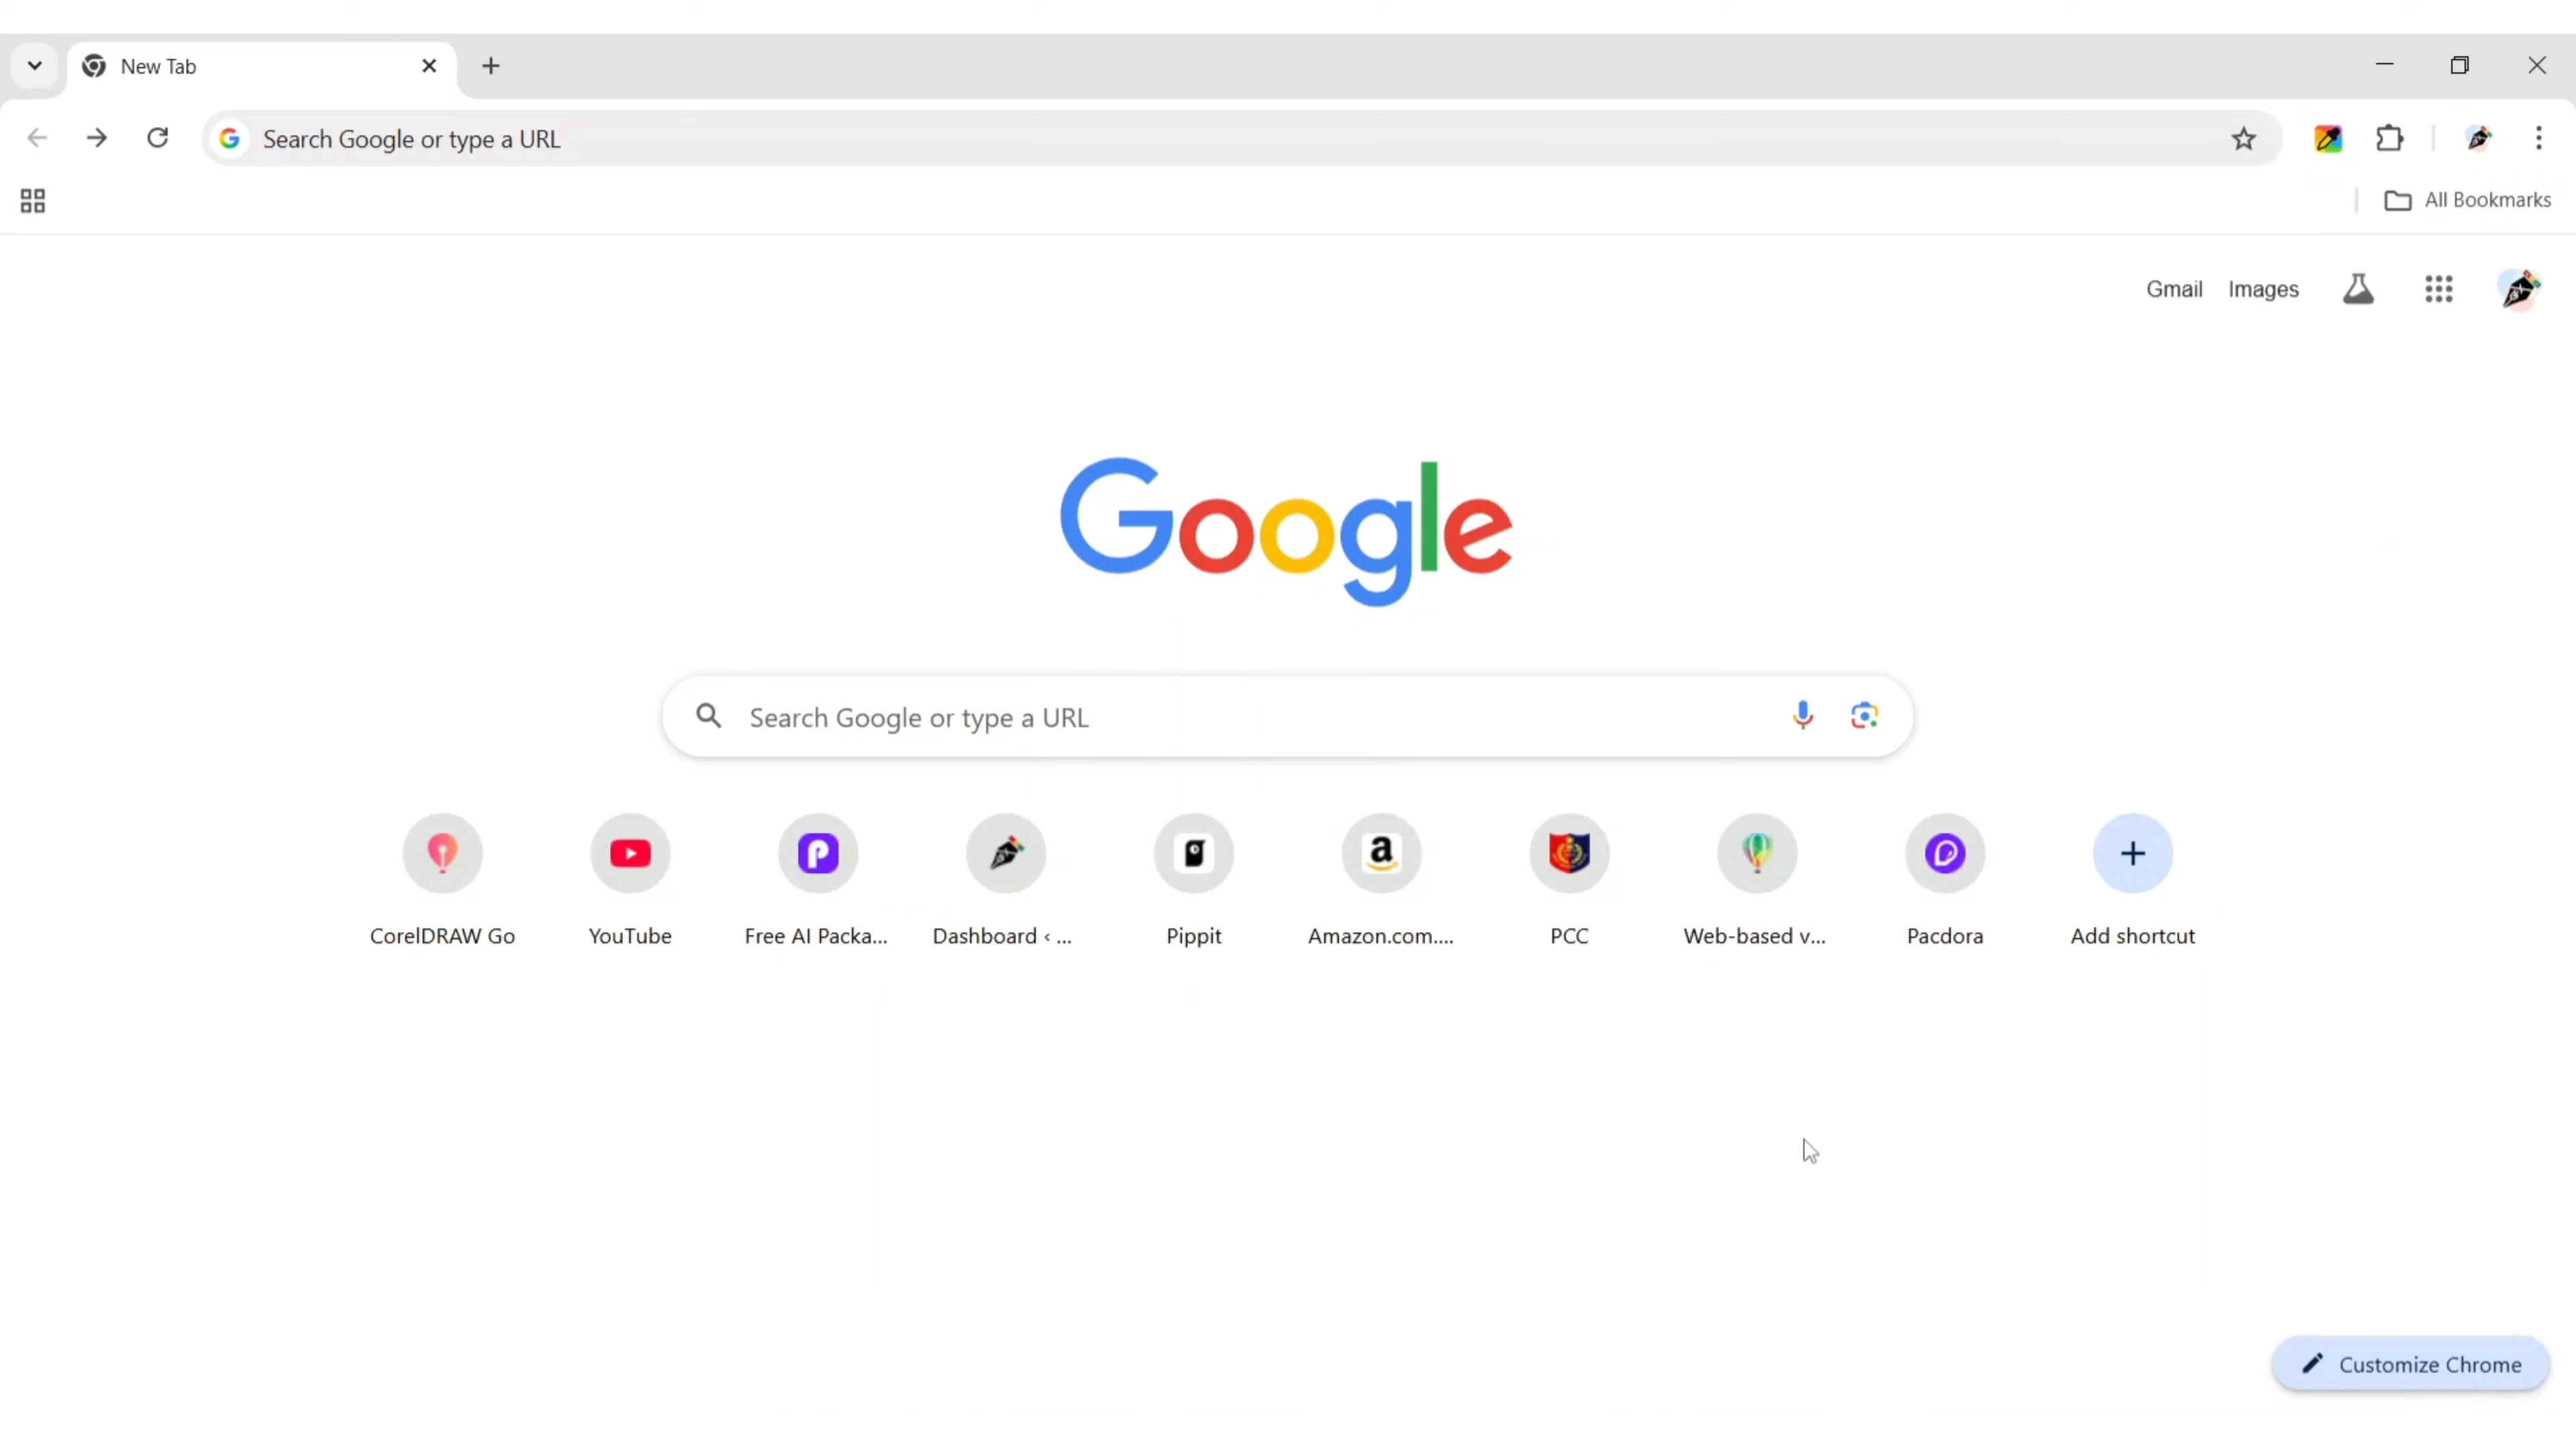 New Tab
Search Google or type a URL
All Bookmarks
Gmail Images
Google
Search Google or type a URL
CorelDRAW Go YouTube Free AI Packa... Dashboard ‹ ... Pippit Amazon.com.... PCC Web-based v... Pacdora Add shortcut
Customize Chrome